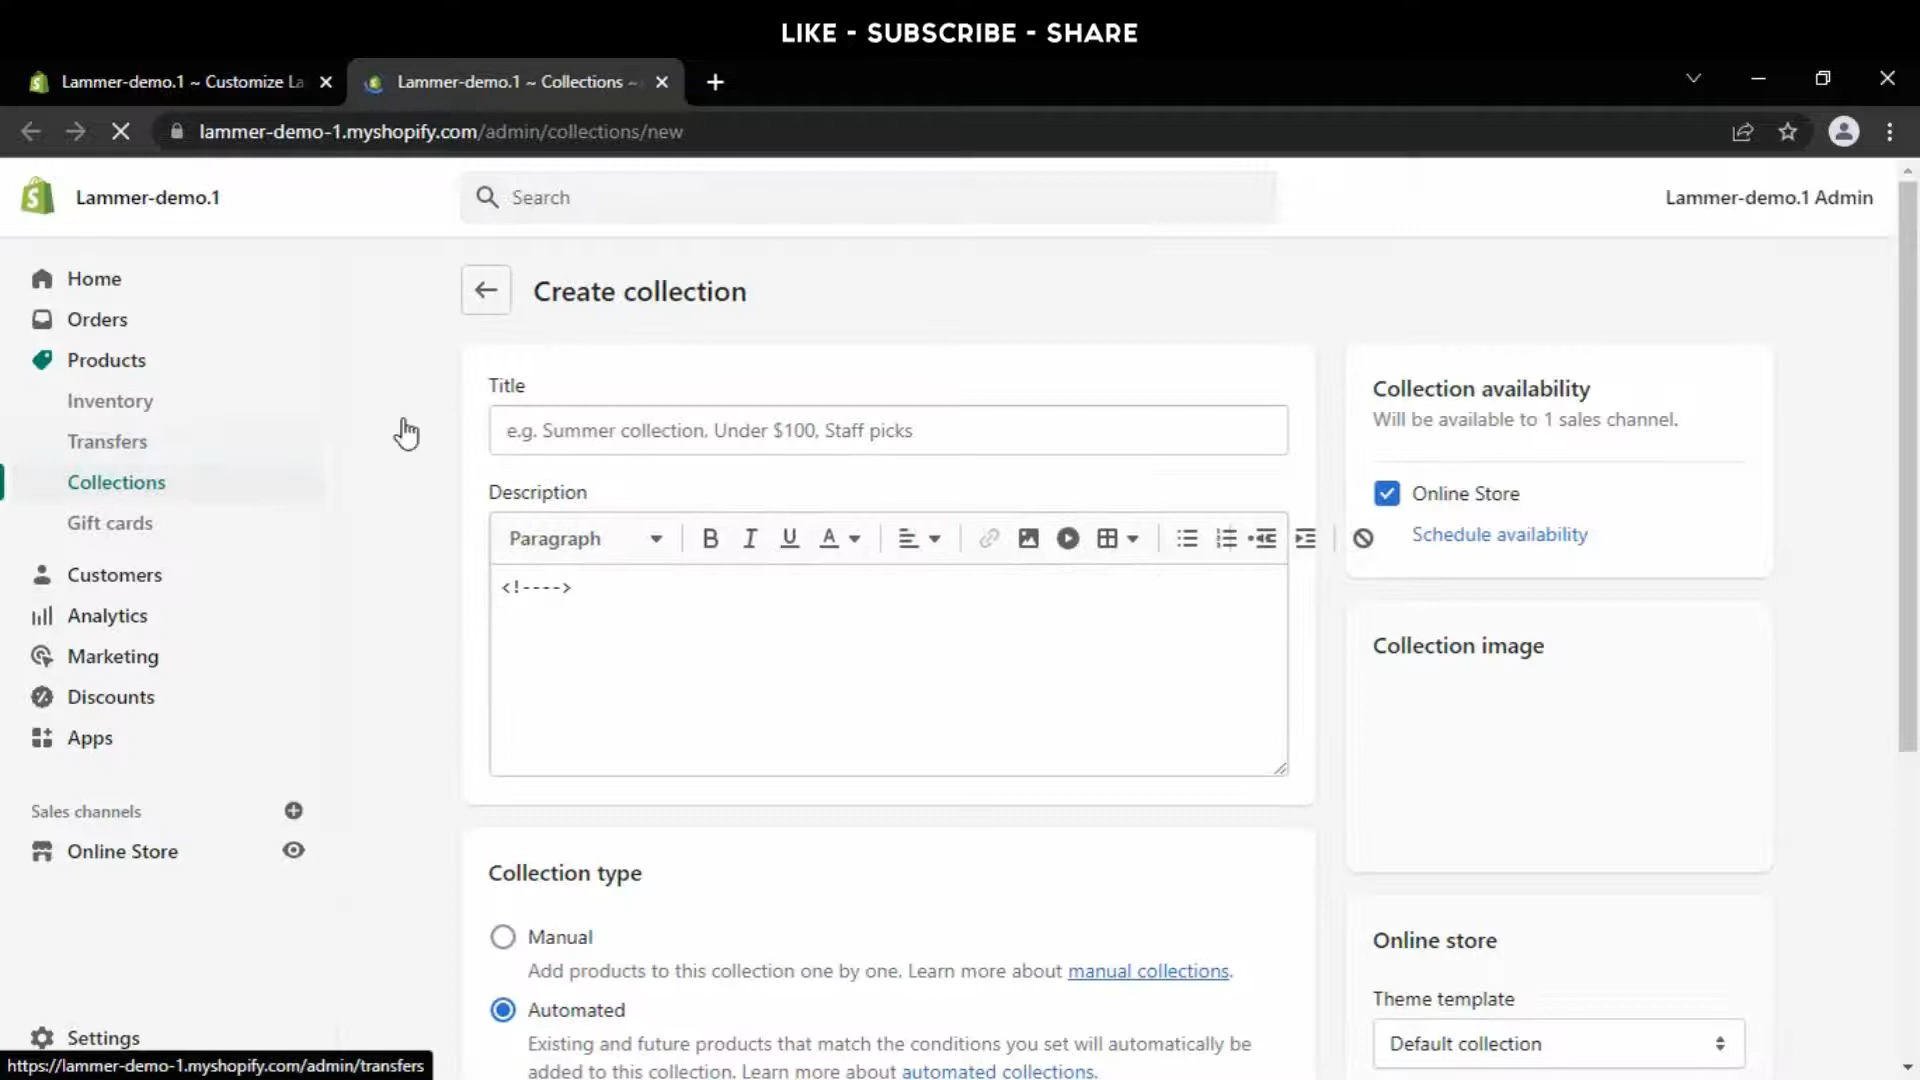 LIKE - SUBSCRIBE - SHARE
Lammer-demo.1 ~ Customize La
Lammer-demo.1 ~ Collections ~
lammer-demo-1.myshopify.com/admin/collections/new
Lammer-demo.1
Search
Lammer-demo.1 Admin
Home
Orders
Products
Inventory
Transfers
Collections
Gift cards
Customers
Analytics
Marketing
Discounts
Apps
Sales channels
Online Store
Settings
https://lammer-demo-1.myshopify.com/admin/transfers
Create collection
Title
e.g. Summer collection, Under $100, Staff picks
Description
Paragraph
B I U A
<!---->
Collection type
Manual
Add products to this collection one by one. Learn more about manual collections.
Automated
Existing and future products that match the conditions you set will automatically be
added to this collection. Learn more about automated collections.
Collection availability
Will be available to 1 sales channel.
Online Store
Schedule availability
Collection image
Online store
Theme template
Default collection